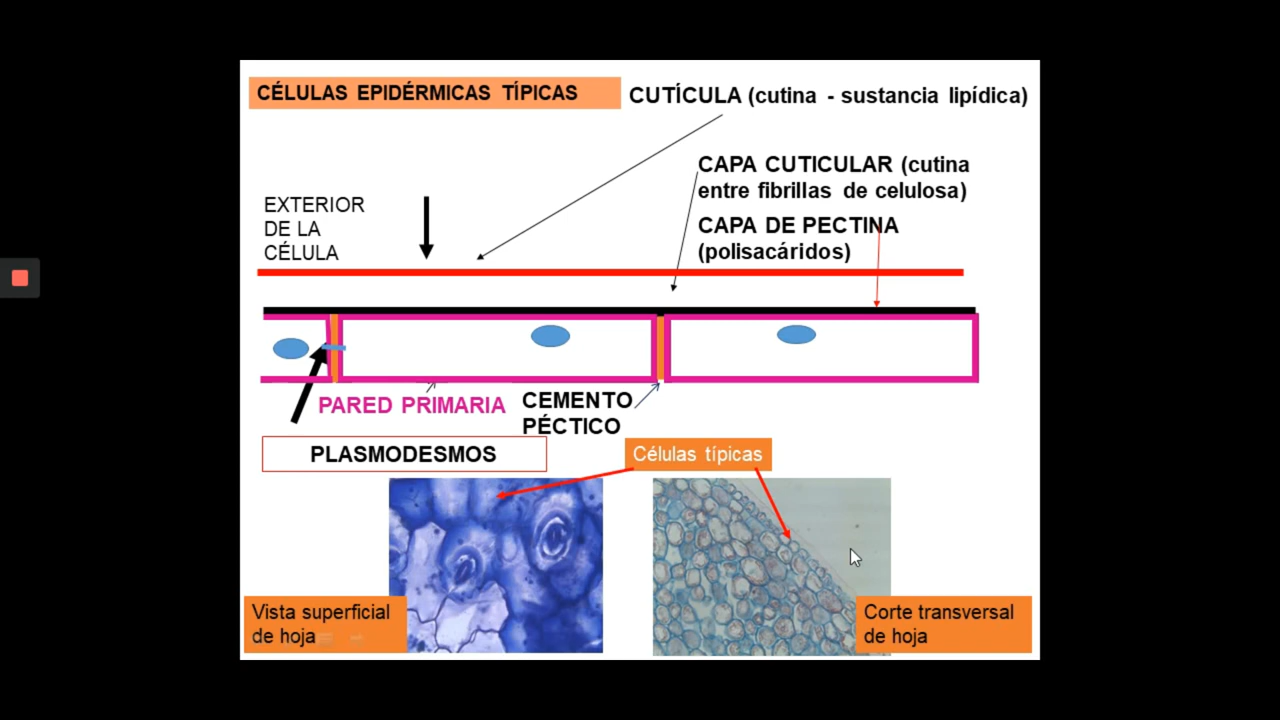 CÉLULAS EPIDÉRMICAS TÍPICAS
CUTÍCULA (cutina - sustancia lipídica)
CAPA CUTICULAR (cutina
entre fibrillas de celulosa)
EXTERIOR
DE LA
CÉLULA
CAPA DE PECTINA
(polisacáridos)
PARED PRIMARIA
CEMENTO
PÉCTICO
PLASMODESMOS
Células típicas
Vista superficial
de hoja
Corte transversal
de hoja